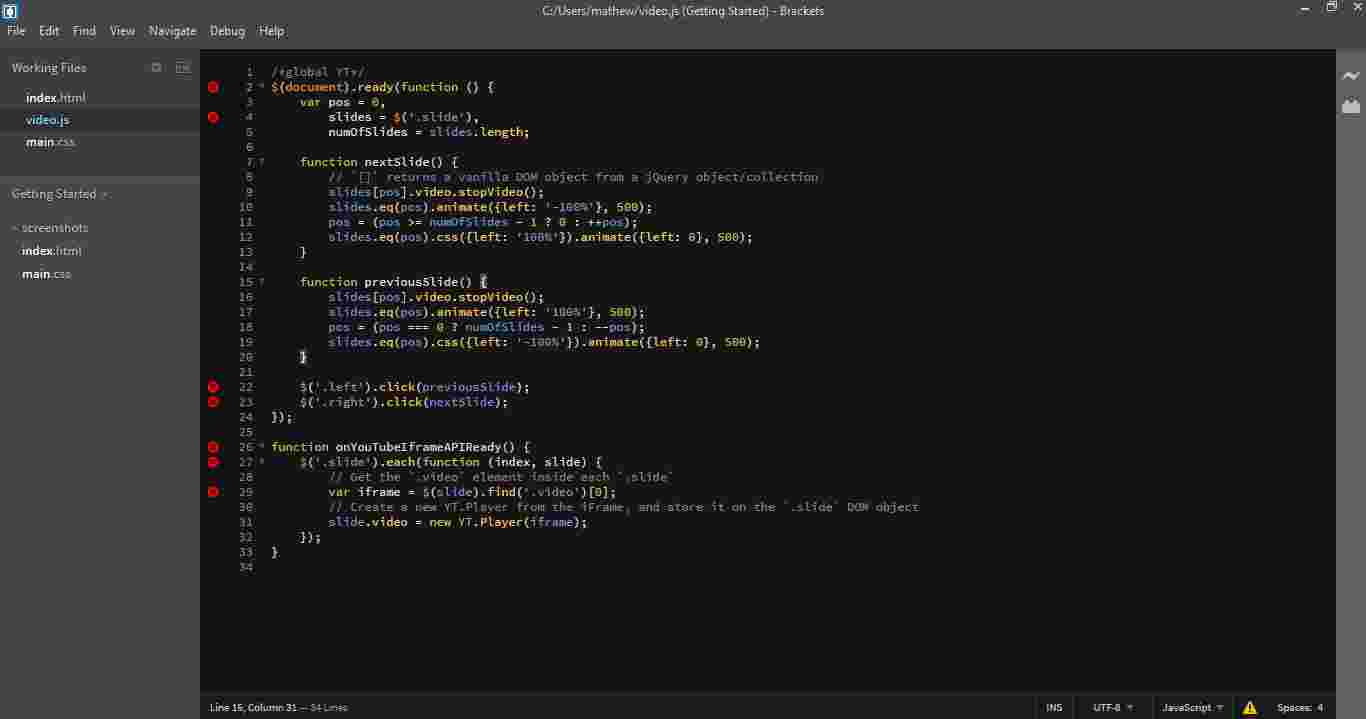 C:/Users/mathew/video.js (Getting Started) - Brackets
File Edit Find View Navigate Debug Help
Working Files
index.html
video.js
main.css
Getting Started
screenshots
index.html
main.css
1 /*global YT*/
2 $(document).ready(function () {
3     var pos = 0,
4         slides = $('.slide'),
5         numOfSlides = slides.length;
6
7     function nextSlide() {
8         // `[]` returns a vanilla DOM object from a jQuery object/collection
9         slides[pos].video.stopVideo();
10         slides.eq(pos).animate({left: '-100%'}, 500);
11         pos = (pos >= numOfSlides - 1 ? 0 : ++pos);
12         slides.eq(pos).css({left: '100%'}).animate({left: 0}, 500);
13     }
14
15     function previousSlide() {
16         slides[pos].video.stopVideo();
17         slides.eq(pos).animate({left: '100%'}, 500);
18         pos = (pos === 0 ? numOfSlides - 1 : --pos);
19         slides.eq(pos).css({left: '-100%'}).animate({left: 0}, 500);
20     }
21
22     $('.left').click(previousSlide);
23     $('.right').click(nextSlide);
24 });
25
26 function onYouTubeIframeAPIReady() {
27     $('.slide').each(function (index, slide) {
28         // Get the `.video` element inside each `.slide`
29         var iframe = $(slide).find('.video')[0];
30         // Create a new YT.Player from the iFrame, and store it on the `.slide` DOM object
31         slide.video = new YT.Player(iframe);
32     });
33 }
34
Line 15, Column 31 — 34 Lines
INS UTF-8 JavaScript Spaces: 4